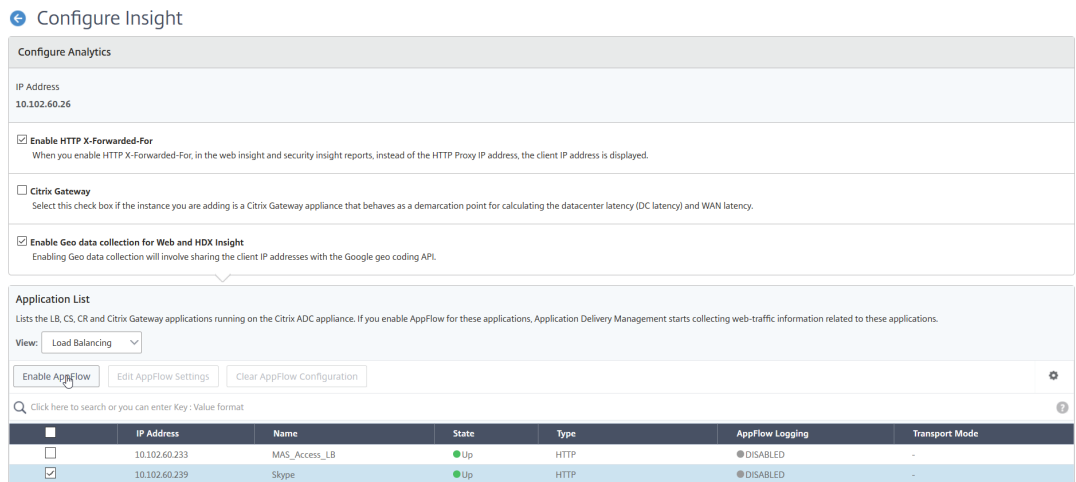 Configure Insight
Configure Analytics
IP Address
10.102.60.26
Enable HTTP X-Forwarded-For
When you enable HTTP X-Forwarded-For, in the web insight and security insight reports, instead of the HTTP Proxy IP address, the client IP address is displayed.
Citrix Gateway
Select this check box if the instance you are adding is a Citrix Gateway appliance that behaves as a demarcation point for calculating the datacenter latency (DC latency) and WAN latency.
Enable Geo data collection for Web and HDX Insight
Enabling Geo data collection will involve sharing the client IP addresses with the Google geo coding API.
Application List
Lists the LB, CS, CR and Citrix Gateway applications running on the Citrix ADC appliance. If you enable AppFlow for these applications, Application Delivery Management starts collecting web-traffic information related to these applications.
View: Load Balancing
Enable AppFlow Edit AppFlow Settings Clear AppFlow Configuration
Click here to search or you can enter Key : Value format ?
IP Address Name State Type AppFlow Logging Transport Mode
10.102.60.233 MAS_Access_LB Up HTTP DISABLED -
10.102.60.239 Skype Up HTTP DISABLED -